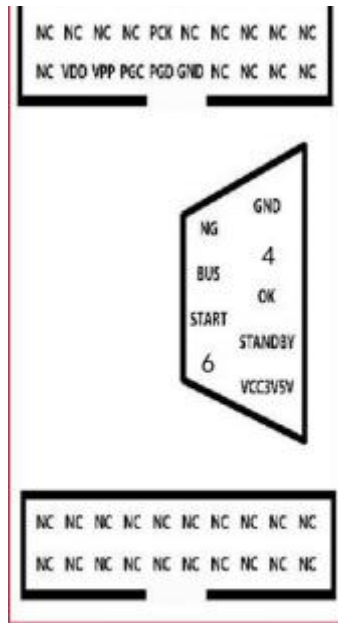 NC NC NC NC PCK NC NC NC NC NC
NC VDD VPP PGC PGD GND NC NC NC NC
GND
NG
4
BUS
OK
START
STANDBY
6
VCC3V5V
NC NC NC NC NC NC NC NC NC NC
NC NC NC NC NC NC NC NC NC NC